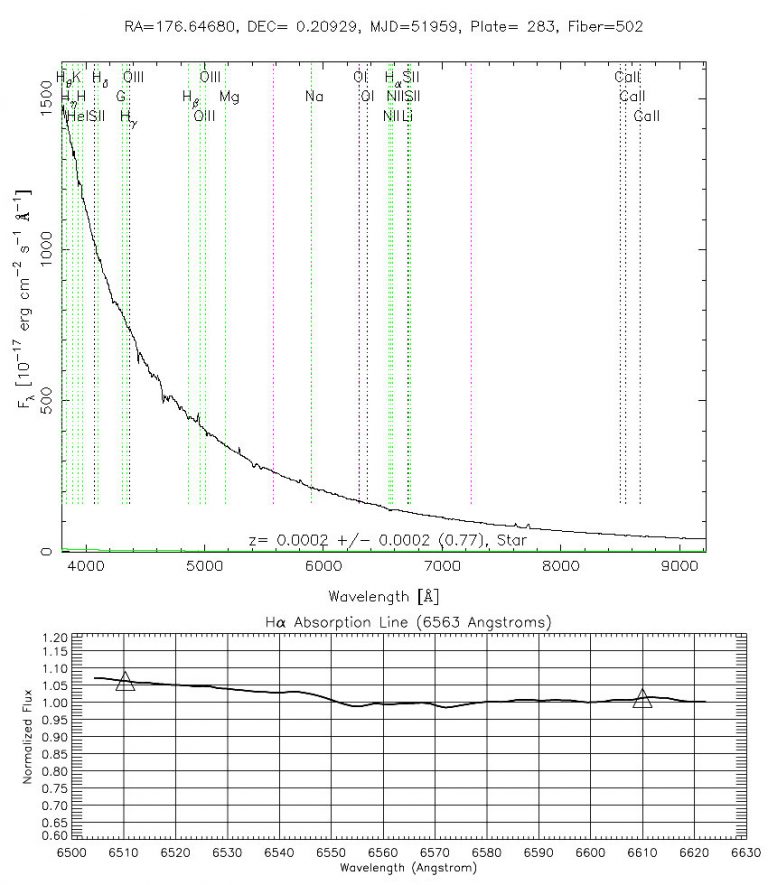 RA=176.64680, DEC= 0.20929, MJD=51959, Plate= 283, Fiber=502
Hθ K Hδ OIII OIII OI Hα SII CaII
Hη H G Hβ Mg Na OI NII SII CaII
HeI SII Hγ OIII NII Li CaII
1500
1000
500
0
Fλ [10⁻¹⁷ erg cm⁻² s⁻¹ Å⁻¹]
z= 0.0002 +/- 0.0002 (0.77), Star
4000 5000 6000 7000 8000 9000
Wavelength [Å]
Hα Absorption Line (6563 Angstroms)
1.20
1.15
1.10
1.05
1.00
0.95
0.90
0.85
0.80
0.75
0.70
0.65
0.60
Normalized Flux
6500 6510 6520 6530 6540 6550 6560 6570 6580 6590 6600 6610 6620 6630
Wavelength (Angstrom)